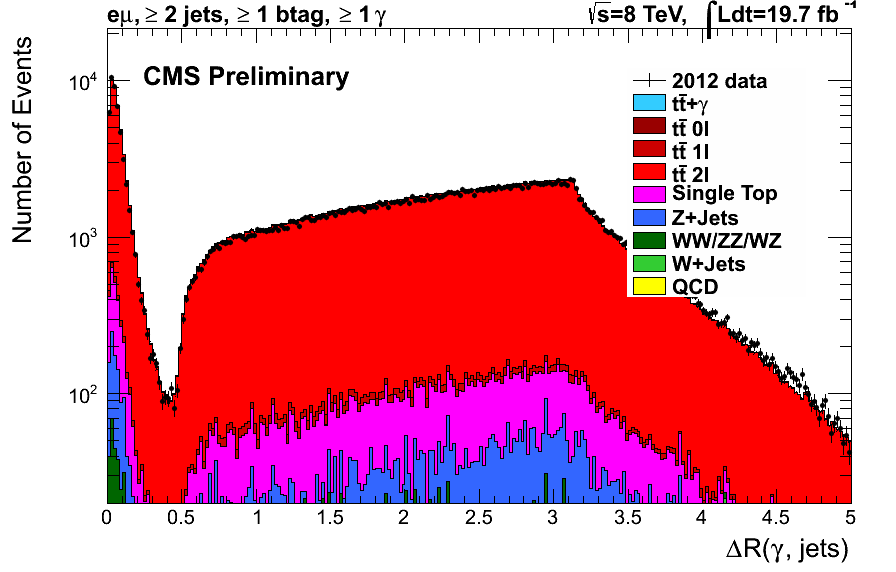 eμ, ≥ 2 jets, ≥ 1 btag, ≥ 1 γ √s=8 TeV, ∫Ldt=19.7 fb⁻¹
CMS Preliminary
Number of Events
10⁴
10³
10²
2012 data
tt̄+γ
tt̄ 0l
tt̄ 1l
tt̄ 2l
Single Top
Z+Jets
WW/ZZ/WZ
W+Jets
QCD
0 0.5 1 1.5 2 2.5 3 3.5 4 4.5 5
ΔR(γ, jets)